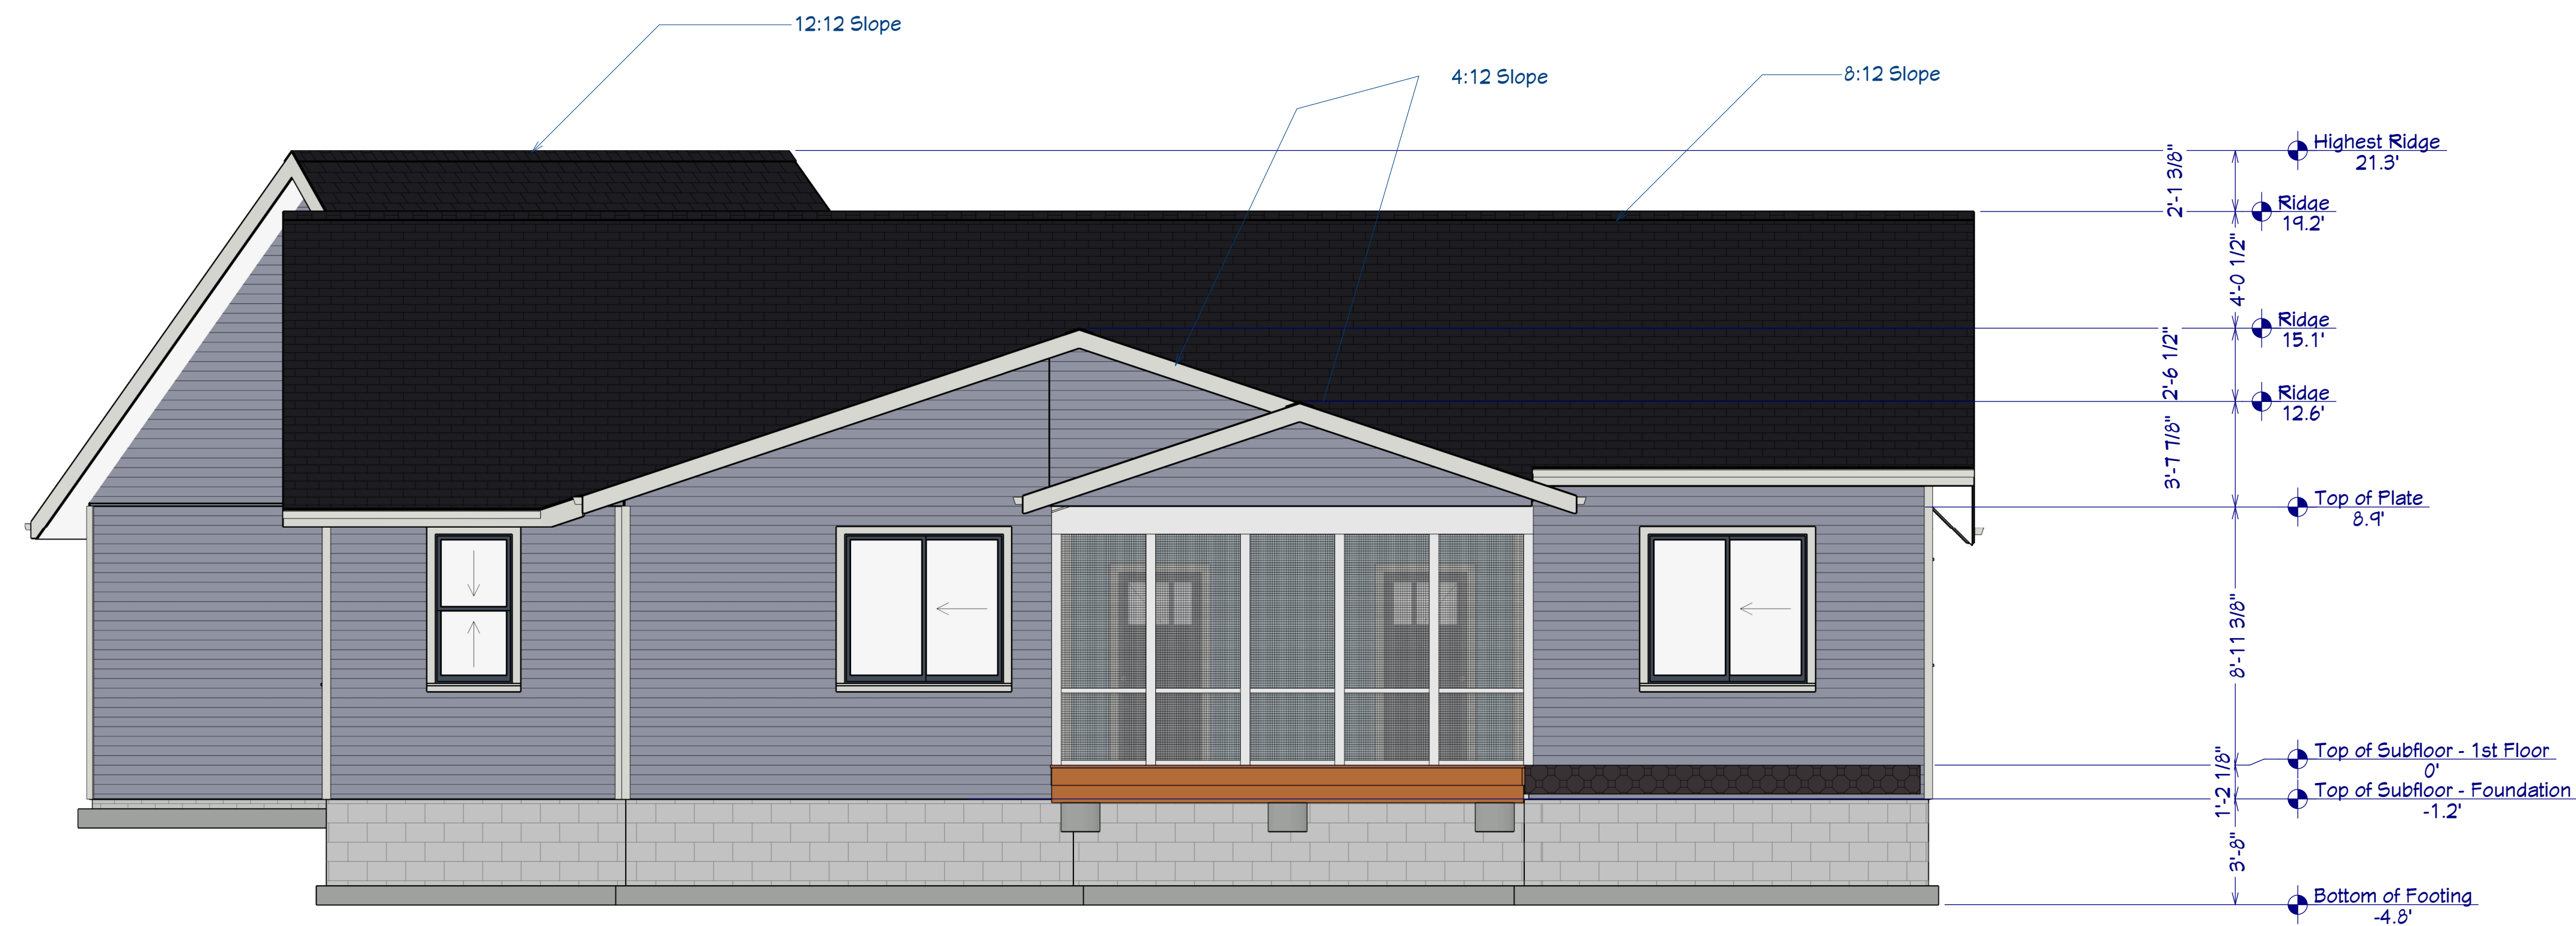 12:12 Slope
4:12 Slope
8:12 Slope
Highest Ridge
21.3'
2'-1 3/8"
Ridge
19.2'
4'-0 1/2"
Ridge
15.1'
2'-6 1/2"
Ridge
12.6'
3'-7 7/8"
Top of Plate
8.9'
8'-11 3/8"
Top of Subfloor - 1st Floor
0'
1'-2 1/8"
Top of Subfloor - Foundation
-1.2'
3'-8"
Bottom of Footing
-4.8'